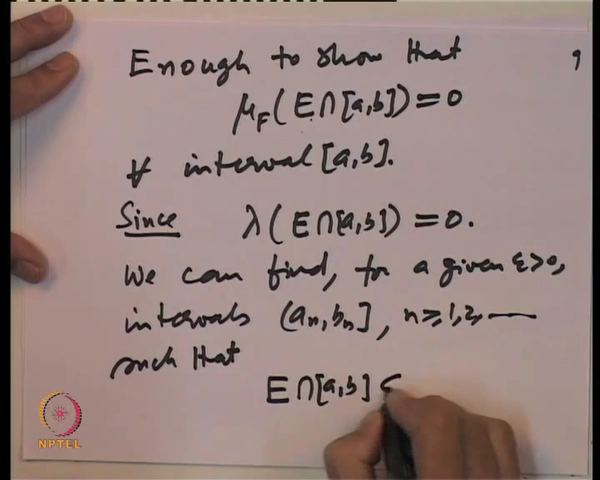 Enough to show that
9
μ_F(E∩[a,b])=0
∀ interval [a,b].
Since λ(E∩[a,b])=0.
We can find, for a given ε>0,
intervals (a_n,b_n], n≥1,2,——
such that
E∩[a,b] ⊂
NPTEL